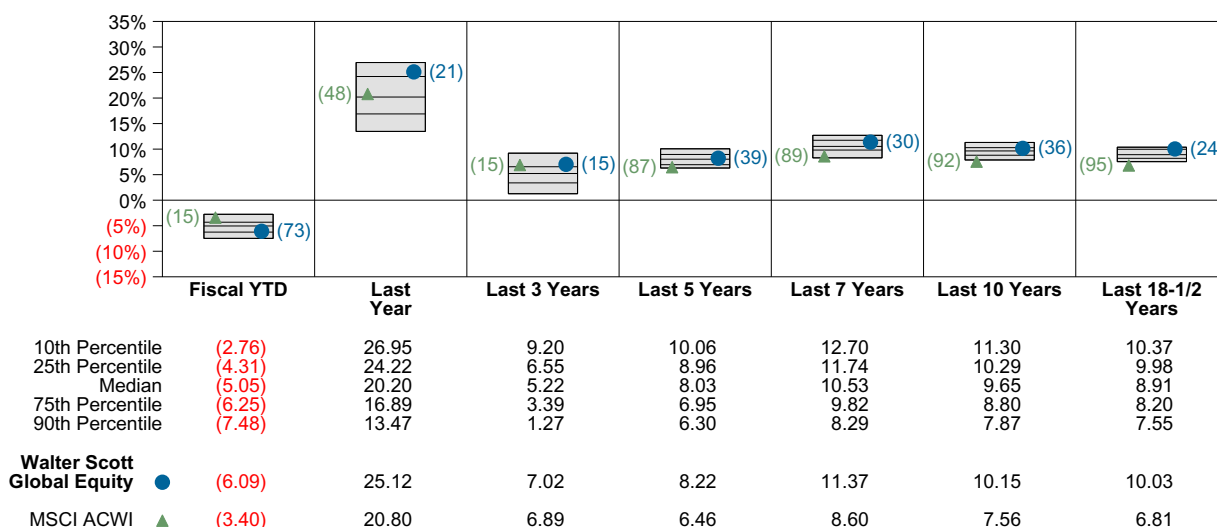 35%
30%
25%
20%
15%
10%
5%
0%
(5%)
(10%)
(15%)
(15) (73)
(48) (21)
(15) (15)
(87) (39)
(89) (30)
(92) (36)
(95) (24
Fiscal YTD Last Year Last 3 Years Last 5 Years Last 7 Years Last 10 Years Last 18-1/2 Years
10th Percentile (2.76) 26.95 9.20 10.06 12.70 11.30 10.37
25th Percentile (4.31) 24.22 6.55 8.96 11.74 10.29 9.98
Median (5.05) 20.20 5.22 8.03 10.53 9.65 8.91
75th Percentile (6.25) 16.89 3.39 6.95 9.82 8.80 8.20
90th Percentile (7.48) 13.47 1.27 6.30 8.29 7.87 7.55
Walter Scott
Global Equity (6.09) 25.12 7.02 8.22 11.37 10.15 10.03
MSCI ACWI (3.40) 20.80 6.89 6.46 8.60 7.56 6.81